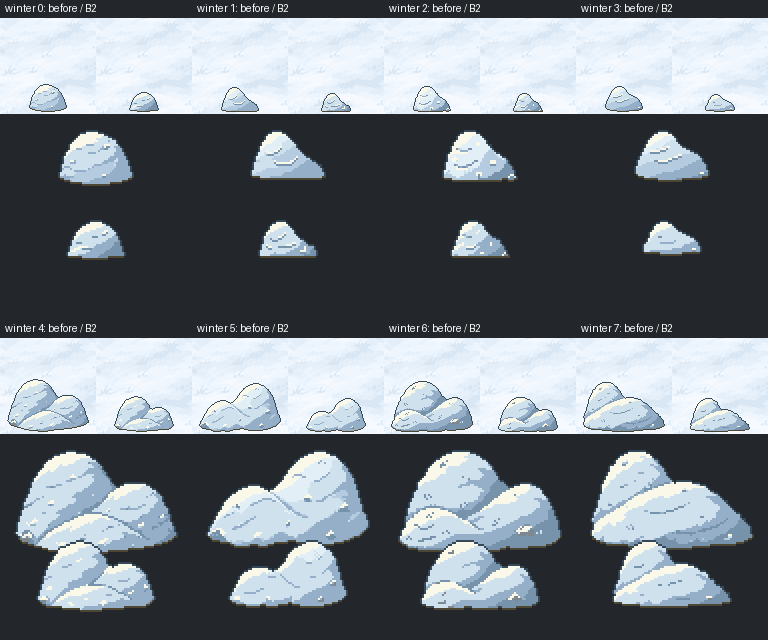 winter 0: before / B2
winter 1: before / B2
winter 2: before / B2
winter 3: before / B2
winter 4: before / B2
winter 5: before / B2
winter 6: before / B2
winter 7: before / B2